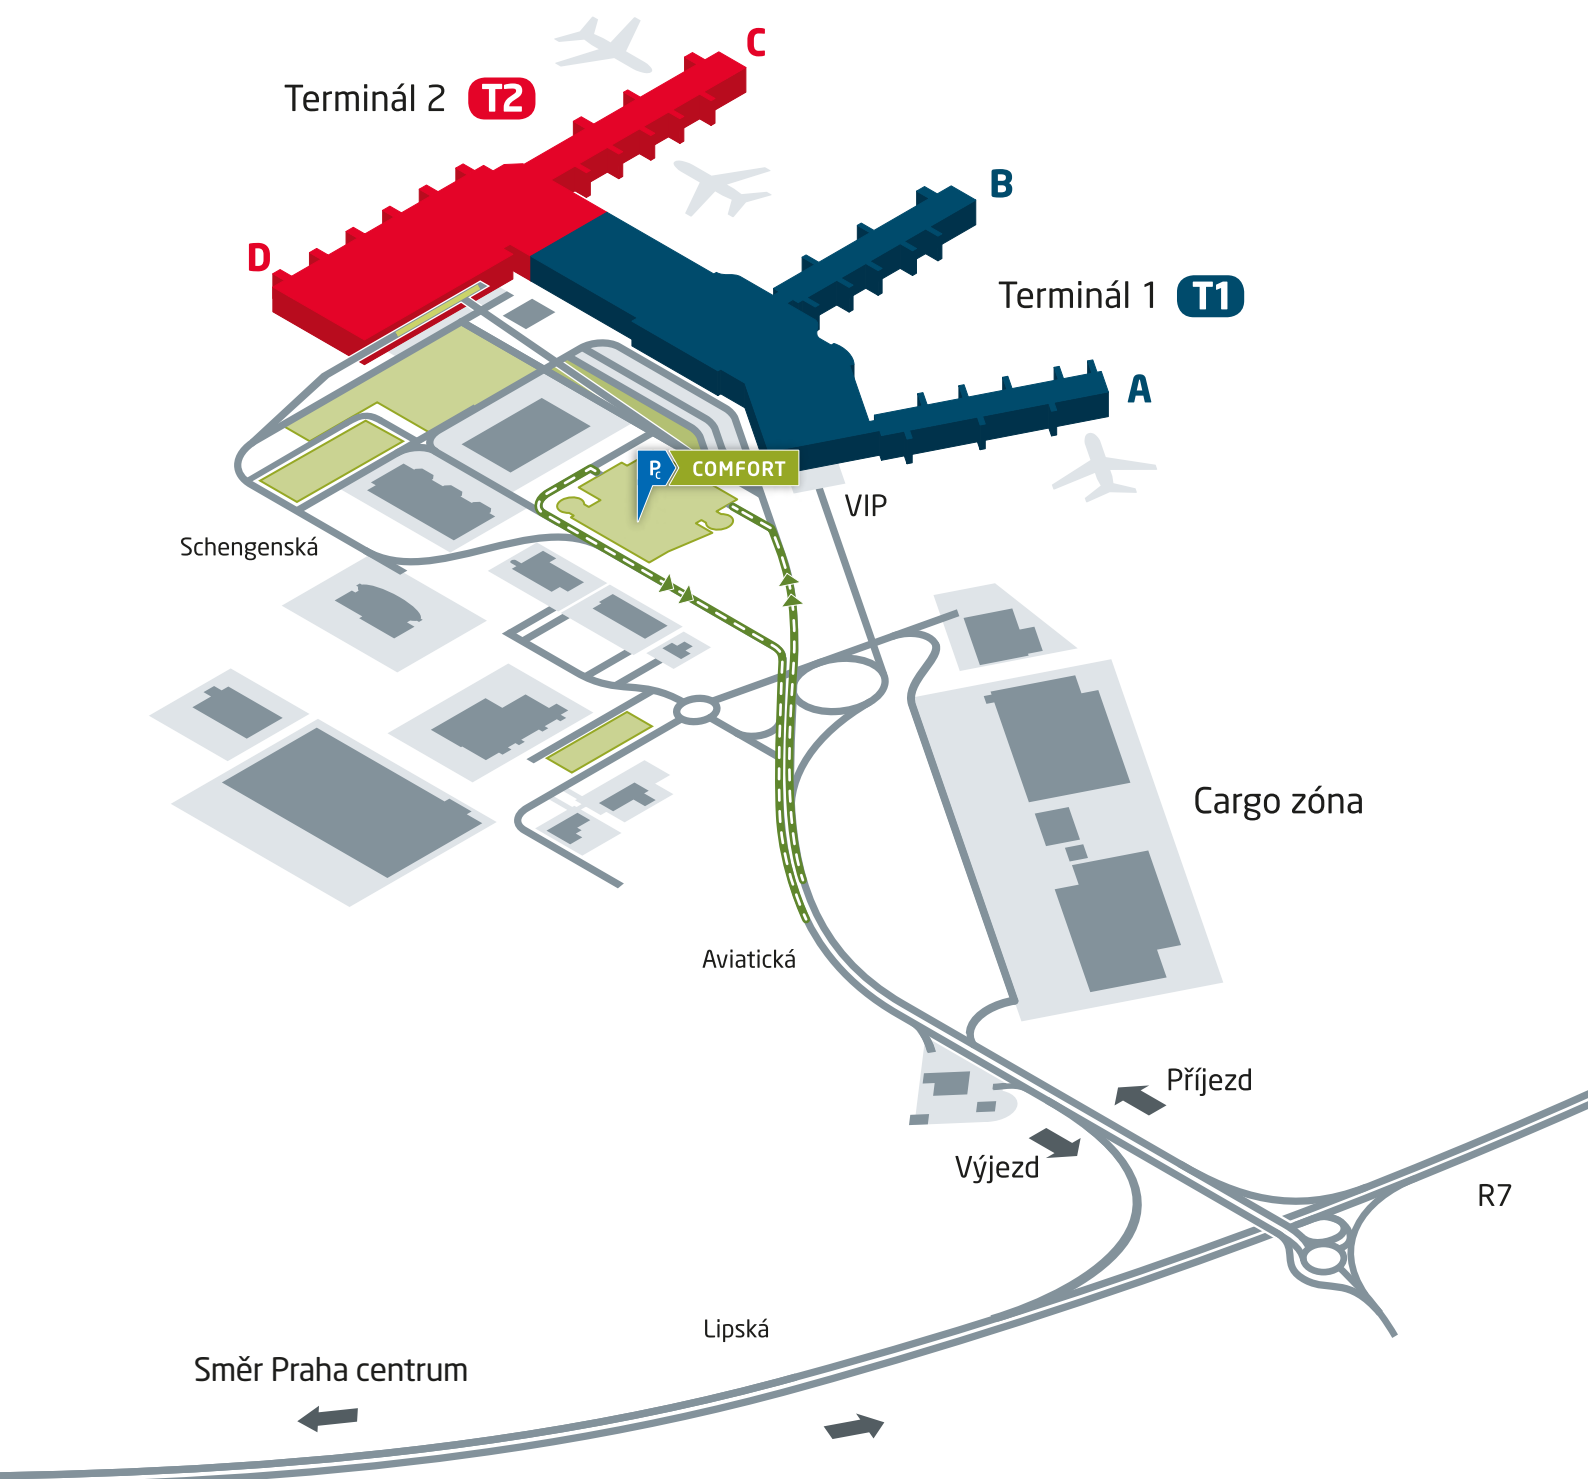 C
Terminál 2 T2
B
D
Terminál 1 T1
A
PC COMFORT
VIP
Schengenská
Cargo zóna
Aviatická
Příjezd
Výjezd
R7
Lipská
Směr Praha centrum